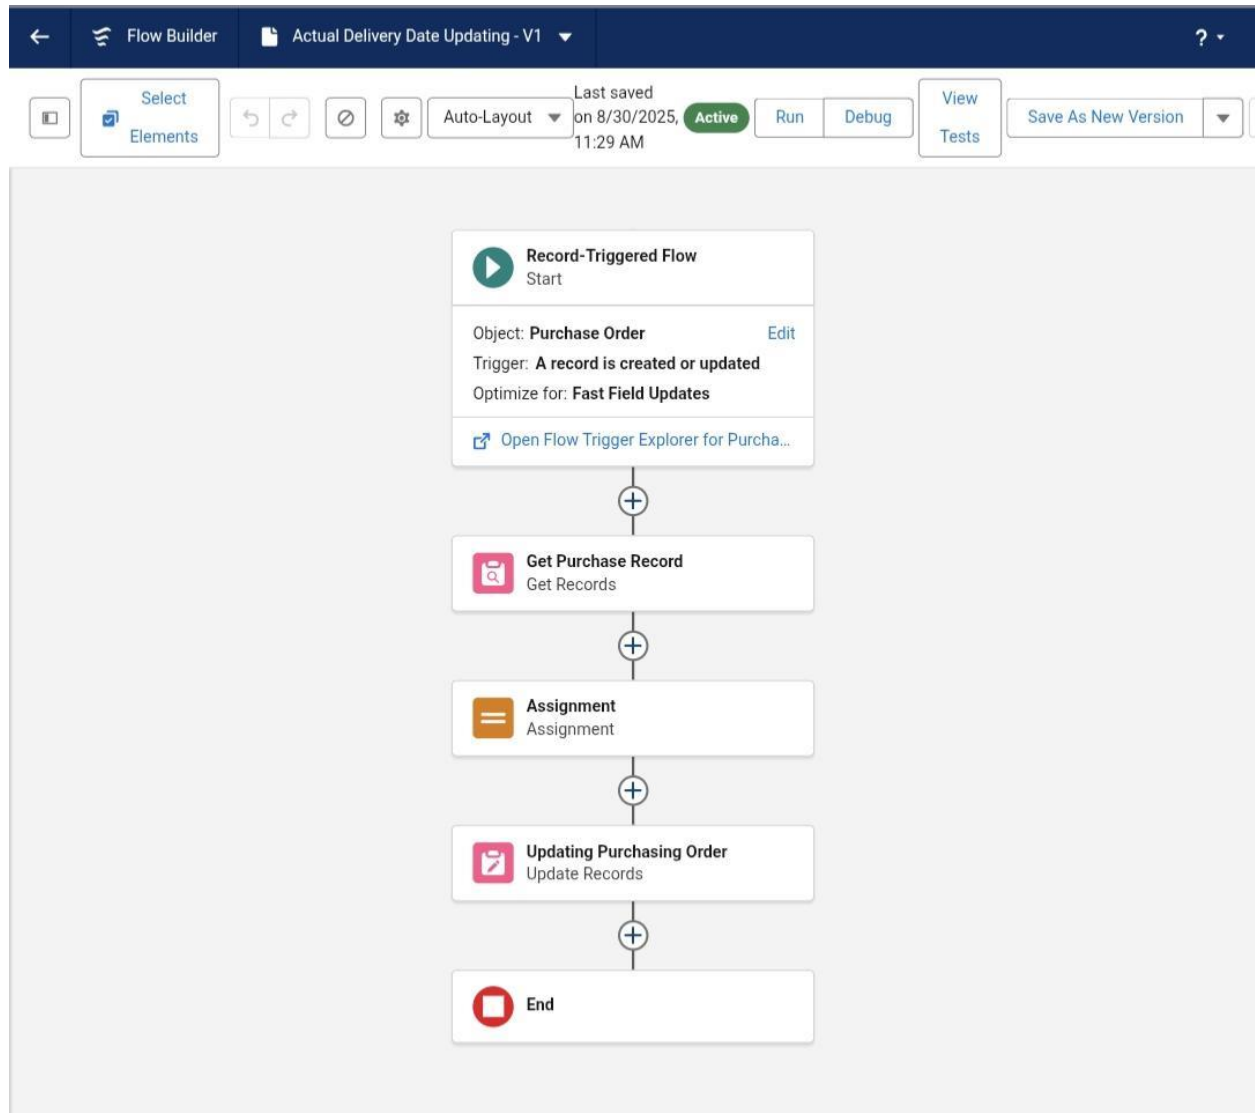 Flow Builder
Actual Delivery Date Updating - V1
?
Select
Elements
Auto-Layout
Last saved
on 8/30/2025,
11:29 AM
Active
Run
Debug
View
Tests
Save As New Version
Record-Triggered Flow
Start
Object: Purchase Order
Edit
Trigger: A record is created or updated
Optimize for: Fast Field Updates
Open Flow Trigger Explorer for Purcha...
Get Purchase Record
Get Records
Assignment
Assignment
Updating Purchasing Order
Update Records
End